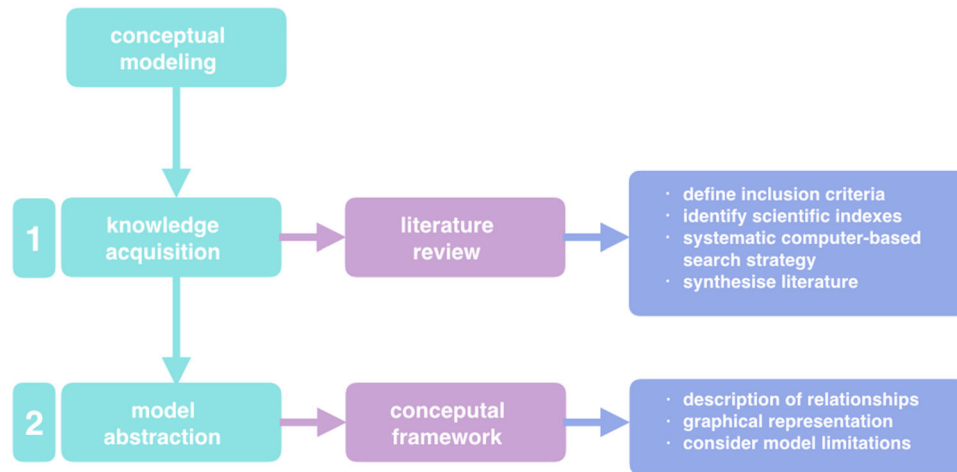 conceptual
modeling
1
knowledge
acquisition
literature
review
· define inclusion criteria
· identify scientific indexes
· systematic computer-based
search strategy
· synthesise literature
2
model
abstraction
conceputal
framework
· description of relationships
· graphical representation
· consider model limitations